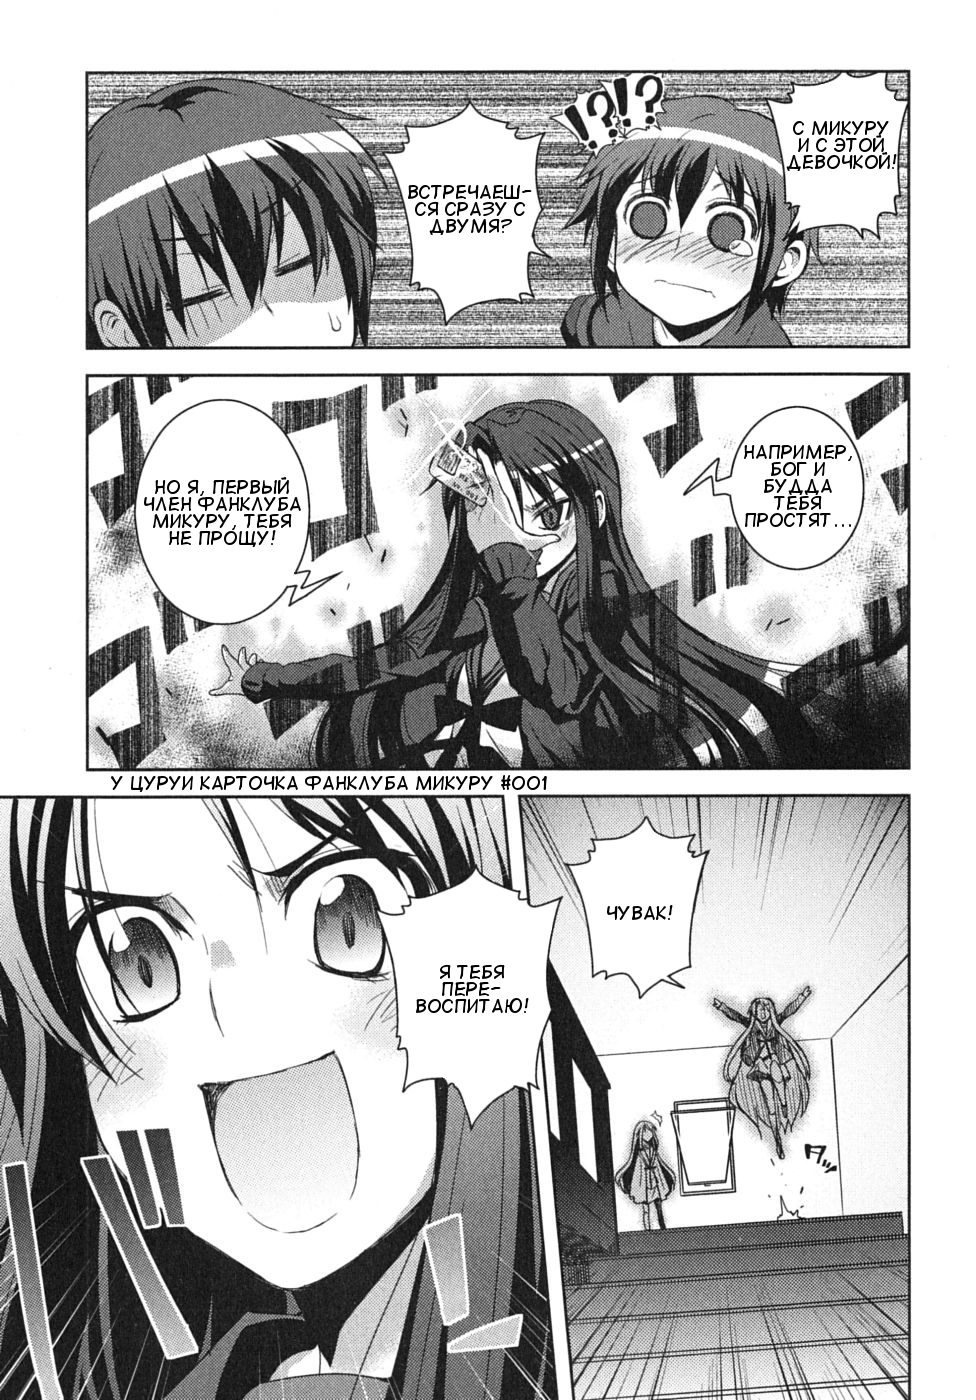 !?!?
С МИКУРУ
И С ЭТОЙ
ДЕВОЧКОЙ!
ВСТРЕЧАЕШ-
СЯ СРАЗУ С
ДВУМЯ?
НАПРИМЕР,
БОГ И
БУДДА
ТЕБЯ
ПРОСТЯТ...
НО Я, ПЕРВЫЙ
ЧЛЕН ФАНКЛУБА
МИКУРУ, ТЕБЯ
НЕ ПРОЩУ!
У ЦУРУИ КАРТОЧКА ФАНКЛУБА МИКУРУ #001
ЧУВАК!
Я ТЕБЯ
ПЕРЕ-
ВОСПИТАЮ!